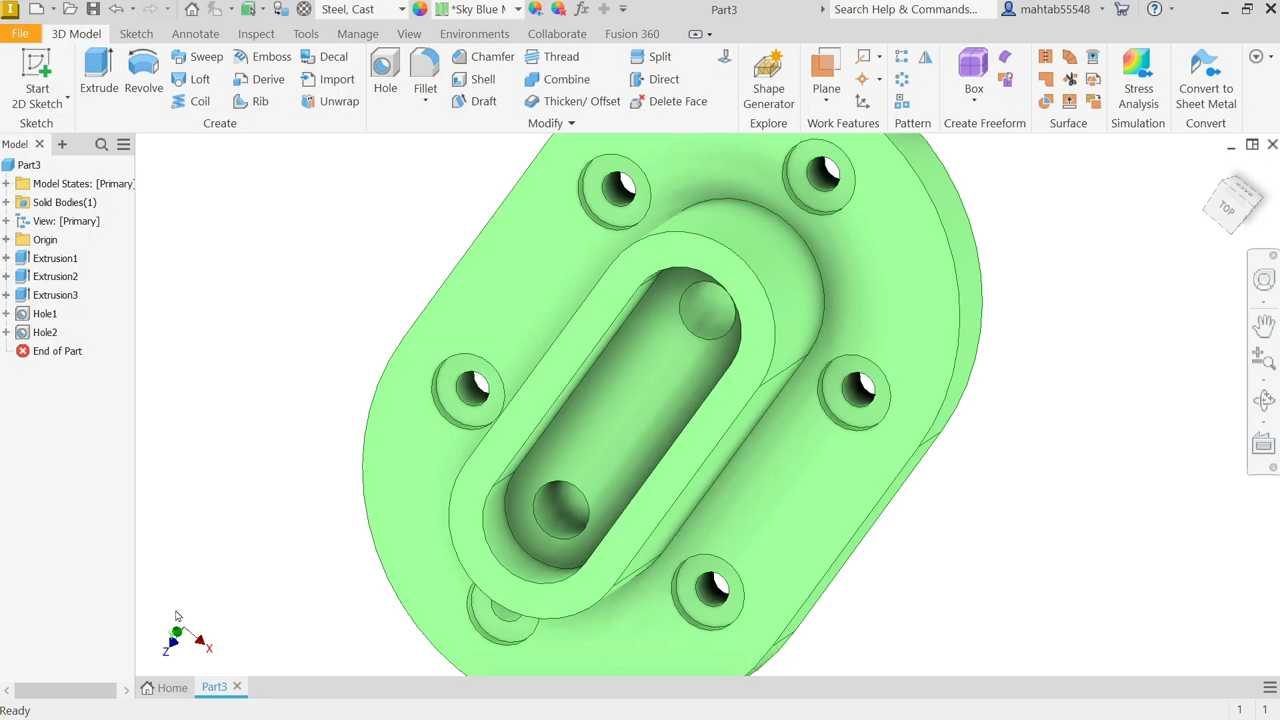 Steel, Cast
*Sky Blue M
Part3
Search Help & Commands...
mahtab55548
File
3D Model
Sketch
Annotate
Inspect
Tools
Manage
View
Environments
Collaborate
Fusion 360
Start
2D Sketch
Sketch
Extrude
Revolve
Sweep
Loft
Coil
Emboss
Derive
Rib
Decal
Import
Unwrap
Create
Hole
Fillet
Chamfer
Shell
Draft
Thread
Combine
Thicken/ Offset
Split
Direct
Delete Face
Modify
Shape
Generator
Explore
Plane
Work Features
Pattern
Box
Create Freeform
Surface
Stress
Analysis
Simulation
Convert to
Sheet Metal
Convert
Model
Part3
Model States: [Primary]
Solid Bodies(1)
View: [Primary]
Origin
Extrusion1
Extrusion2
Extrusion3
Hole1
Hole2
End of Part
TOP
Z
X
Home
Part3
Ready
1
1